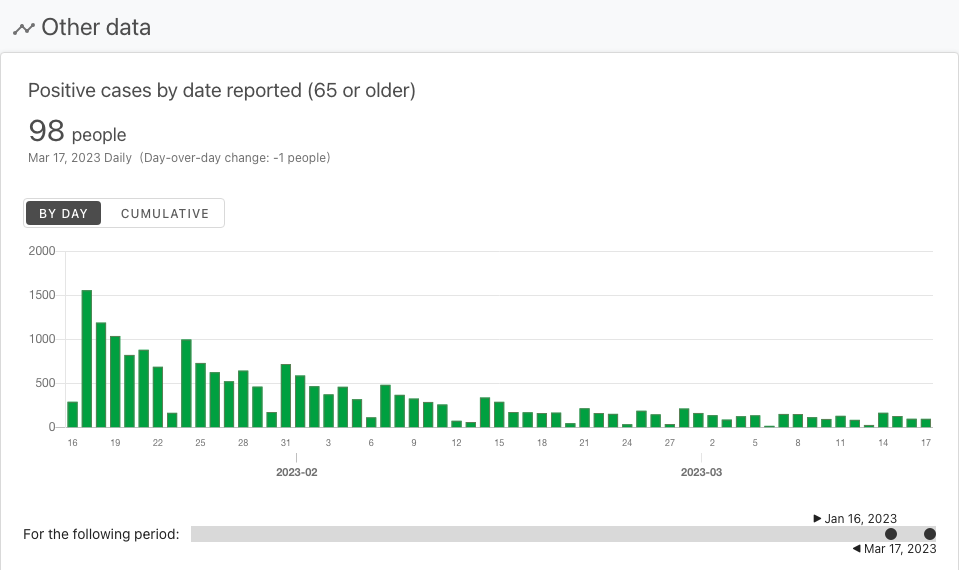 Other data
Positive cases by date reported (65 or older)
98 people
Mar 17, 2023 Daily (Day-over-day change: -1 people)
BY DAY CUMULATIVE
2000
1500
1000
500
0
16 19 22 25 28 31 3 6 9 12 15 18 21 24 27 2 5 8 11 14 17
2023-02 2023-03
▶ Jan 16, 2023
For the following period:
◀ Mar 17, 2023